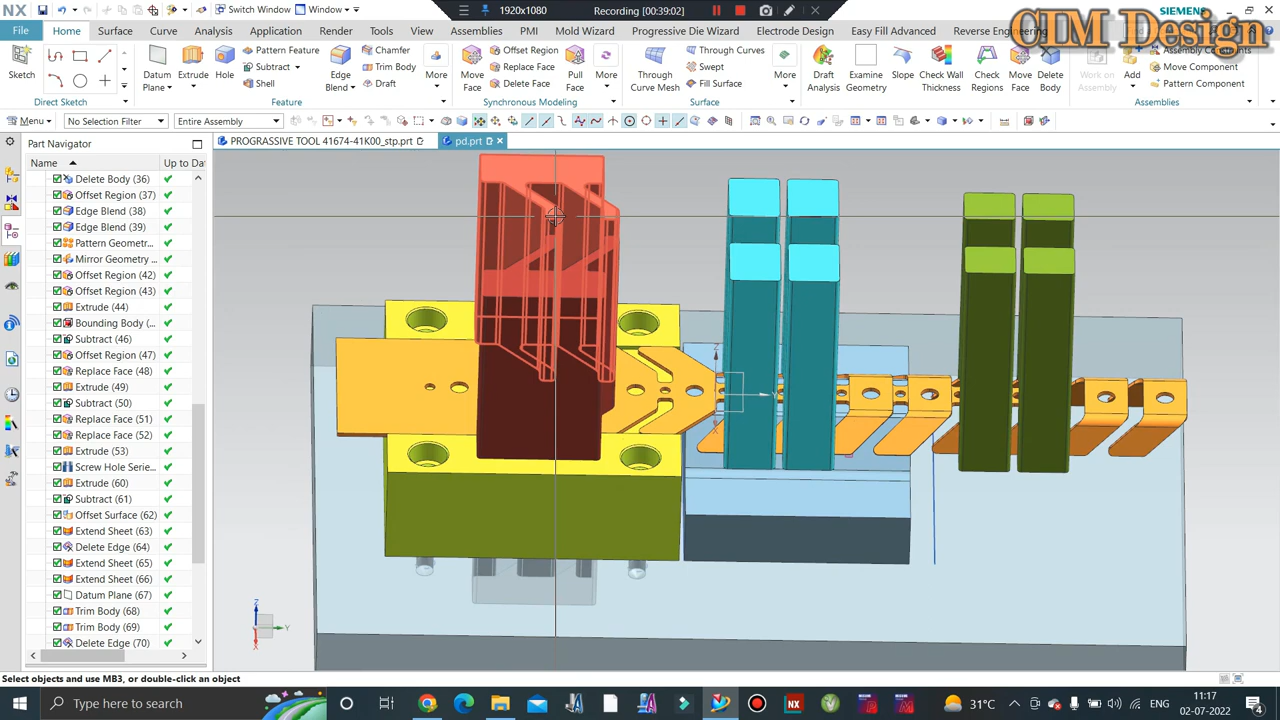 NX
Switch Window
Window
1920x1080
Recording [00:39:02]
SIEMENS
CIM Design
File
Home
Surface
Curve
Analysis
Application
Render
Tools
Assemblies
PMI
Mold Wizard
Progressive Die Wizard
Electrode Design
Easy Fill Advanced
Reverse Engineering
Sketch
Direct Sketch
Datum Plane
Extrude
Hole
Pattern Feature
Subtract
Shell
Edge Blend
Chamfer
Trim Body
Draft
More
Feature
Move Face
Offset Region
Replace Face
Delete Face
Pull Face
More
Synchronous Modeling
Through Curve Mesh
Through Curves
Swept
Fill Surface
More
Surface
Draft Analysis
Examine Geometry
Slope
Check Wall Thickness
Check Regions
Move Face
Delete Body
Work on Assembly
Add
Assembly Constraints
Move Component
Pattern Component
Assemblies
Menu
No Selection Filter
Entire Assembly
Part Navigator
PROGRASSIVE TOOL 41674-41K00_stp.prt
pd.prt
Name
Up to Da
Delete Body (36)
Offset Region (37)
Edge Blend (38)
Edge Blend (39)
Pattern Geometry...
Mirror Geometry ...
Offset Region (42)
Offset Region (43)
Extrude (44)
Bounding Body (...
Subtract (46)
Offset Region (47)
Replace Face (48)
Extrude (49)
Subtract (50)
Replace Face (51)
Replace Face (52)
Extrude (53)
Screw Hole Serie...
Extrude (60)
Subtract (61)
Offset Surface (62)
Extend Sheet (63)
Delete Edge (64)
Extend Sheet (65)
Extend Sheet (66)
Datum Plane (67)
Trim Body (68)
Trim Body (69)
Delete Edge (70)
Z
Y
X
Select objects and use MB3, or double-click an object
Type here to search
31°C
ENG
11:17
02-07-2022
4